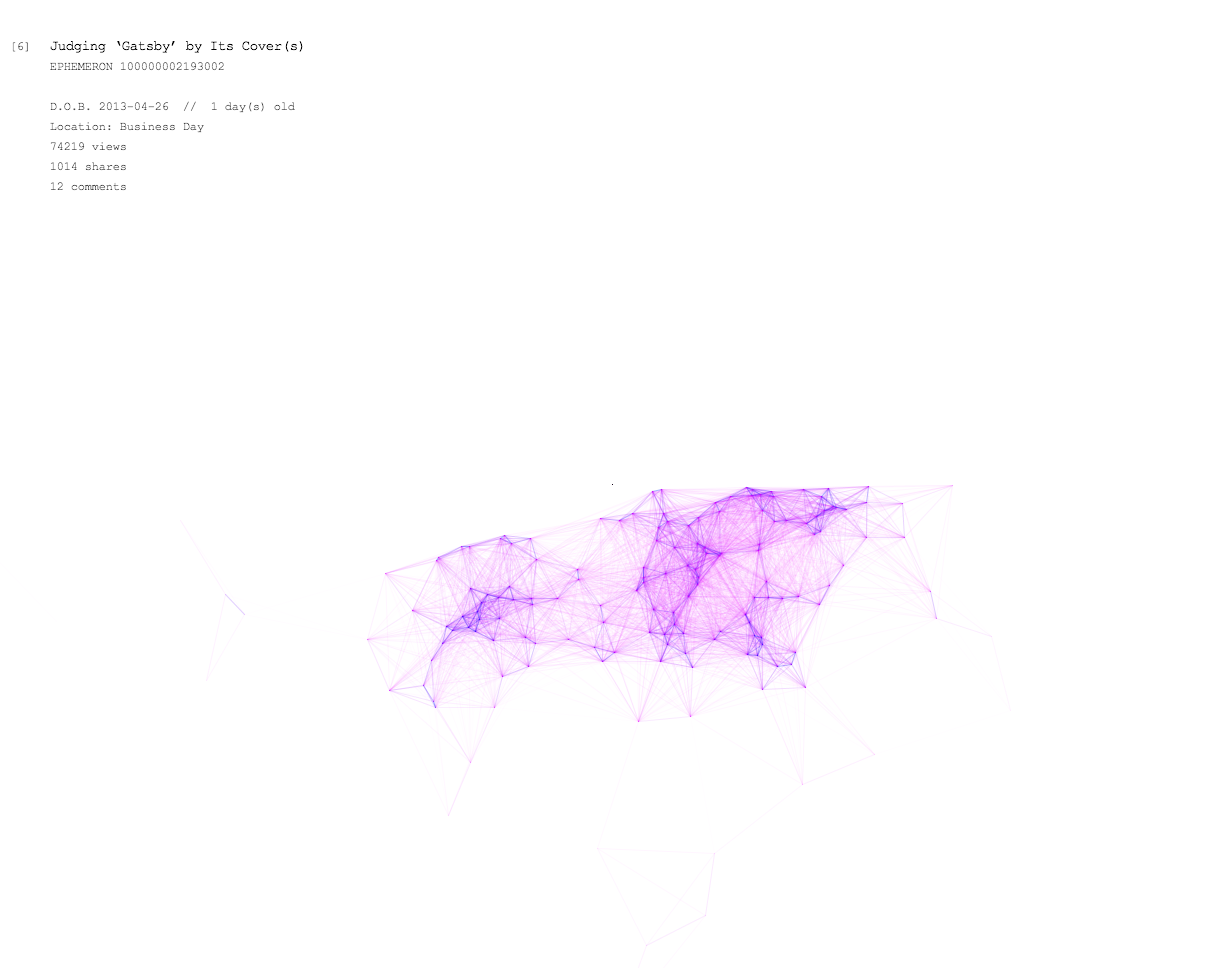 [6] Judging ‘Gatsby’ by Its Cover(s)
EPHEMERON 100000002193002
D.O.B. 2013-04-26 // 1 day(s) old
Location: Business Day
74219 views
1014 shares
12 comments